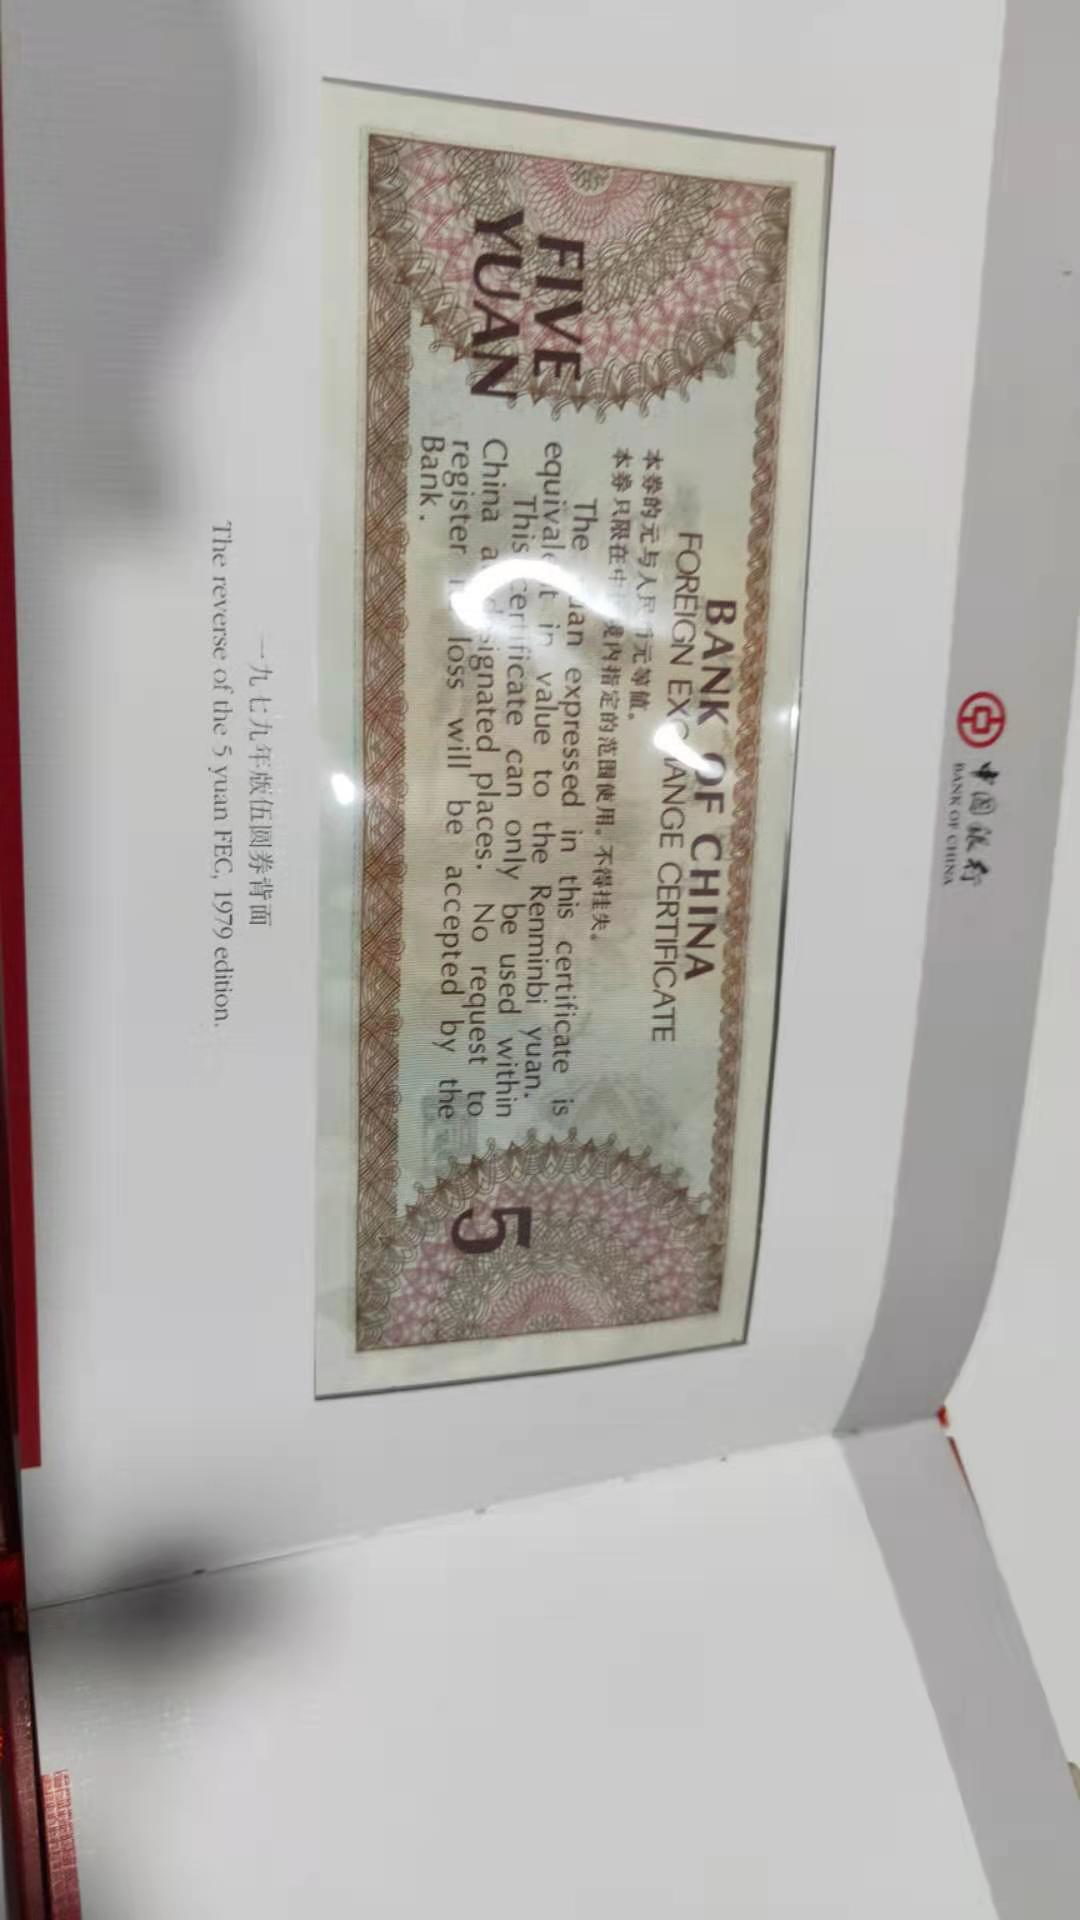 中国银行
BANK OF CHINA
BANK OF CHINA
FOREIGN EXCHANGE CERTIFICATE
本券的元与人民币元等值。
本券只限在中 境内指定的范围使用。不得挂失。
FIVE
YUAN
The yuan expressed in this certificate is
equivalent in value to the Renminbi yuan.
This certificate can only be used within
China at designated places. No request to
register loss will be accepted by the
Bank.
5
一九七九年版伍圆券背面
The reverse of the 5 yuan FEC, 1979 edition.